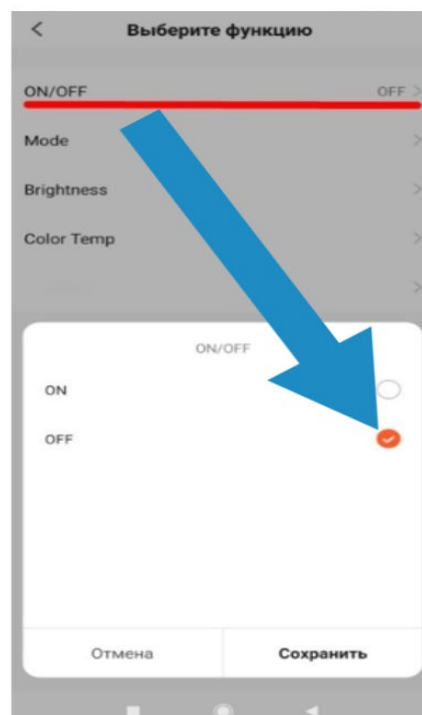 Выберите функцию
ON/OFF OFF
Mode
Brightness
Color Temp
ON/OFF
ON
OFF
Отмена Сохранить